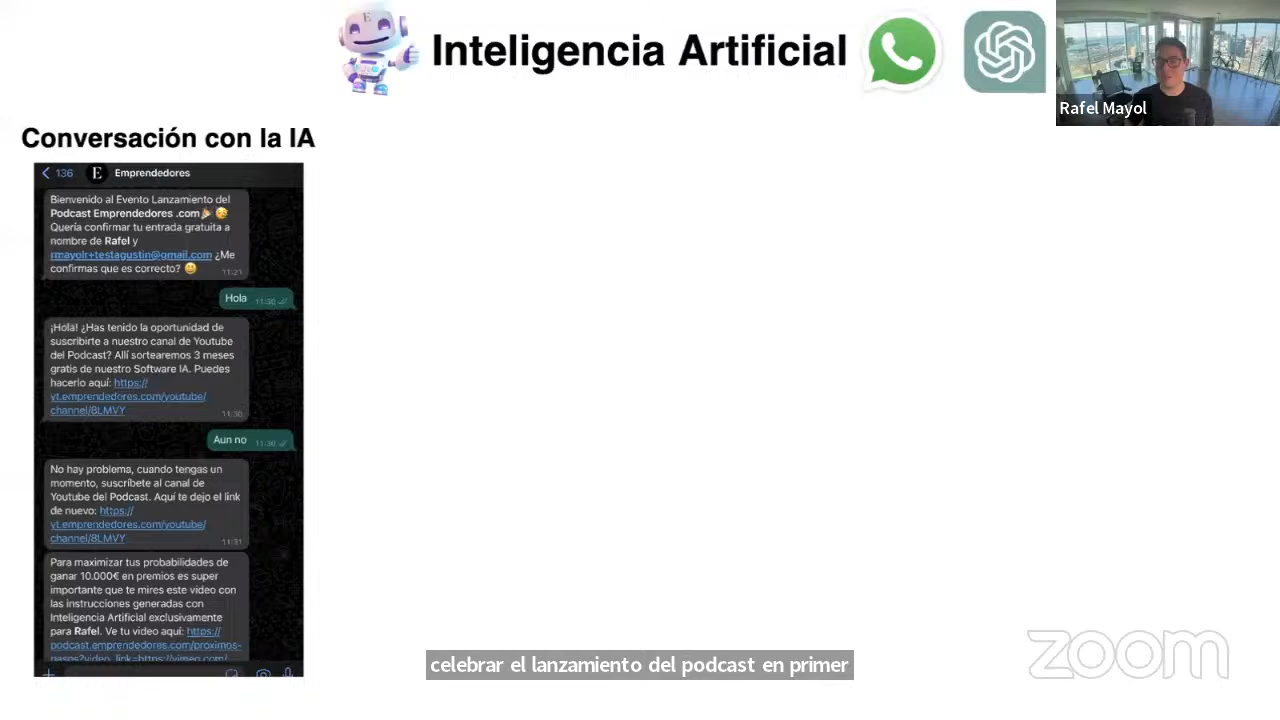 Inteligencia Artificial
Rafel Mayol
Conversación con la IA
136
E
Emprendedores
Bienvenido al Evento Lanzamiento del
Podcast Emprendedores .com🎉 🥳
Quería confirmar tu entrada gratuita a
nombre de Rafel y
rmayolr+testagustin@gmail.com ¿Me
confirmas que es correcto? 😃
11:21
Hola
11:30
¡Hola! ¿Has tenido la oportunidad de
suscribirte a nuestro canal de Youtube
del Podcast? Allí sortearemos 3 meses
gratis de nuestro Software IA. Puedes
hacerlo aquí: https://
yt.emprendedores.com/youtube/
channel/8LMVY
11:30
Aun no
11:30
No hay problema, cuando tengas un
momento, suscríbete al canal de
Youtube del Podcast. Aquí te dejo el link
de nuevo: https://
yt.emprendedores.com/youtube/
channel/8LMVY
11:31
Para maximizar tus probabilidades de
ganar 10.000€ en premios es super
importante que te mires este video con
las instrucciones generadas con
Inteligencia Artificial exclusivamente
para Rafel. Ve tu video aquí: https://
podcast.emprendedores.com/proximos-
pasos?video_link=https://vimeo.com/
celebrar el lanzamiento del podcast en primer
zoom